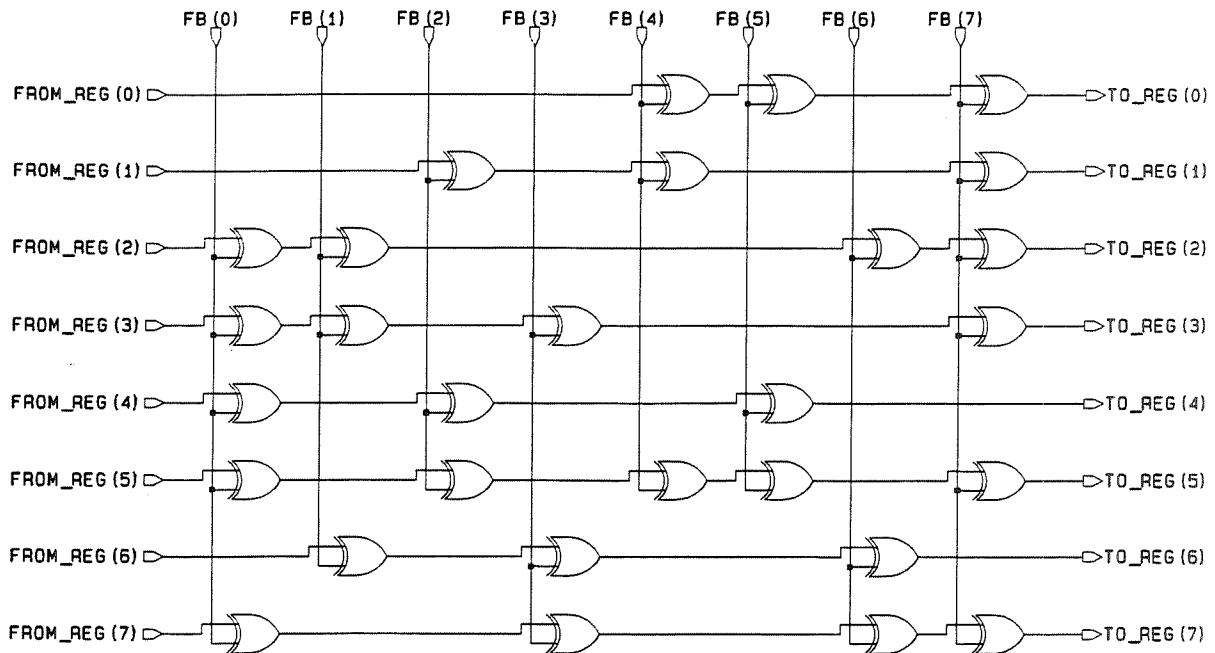 FB(0) FB(1) FB(2) FB(3) FB(4) FB(5) FB(6) FB(7)
FROM_REG(0) TO_REG(0)
FROM_REG(1) TO_REG(1)
FROM_REG(2) TO_REG(2)
FROM_REG(3) TO_REG(3)
FROM_REG(4) TO_REG(4)
FROM_REG(5) TO_REG(5)
FROM_REG(6) TO_REG(6)
FROM_REG(7) TO_REG(7)